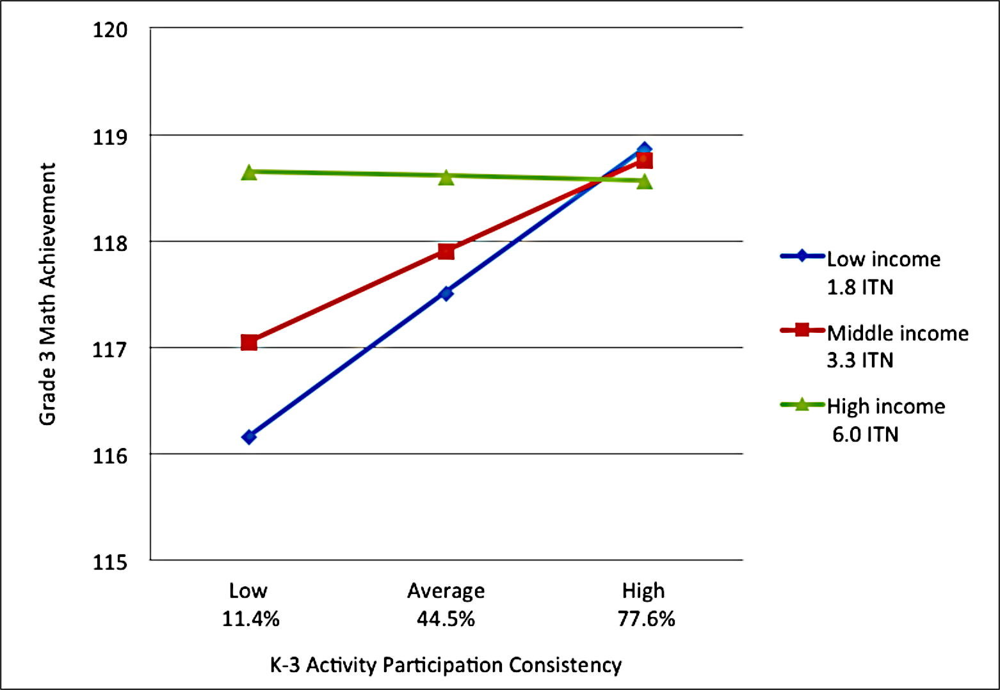 120
119
118
117
116
115
Grade 3 Math Achievement
Low
11.4%
Average
44.5%
High
77.6%
K-3 Activity Participation Consistency
Low income
1.8 ITN
Middle income
3.3 ITN
High income
6.0 ITN